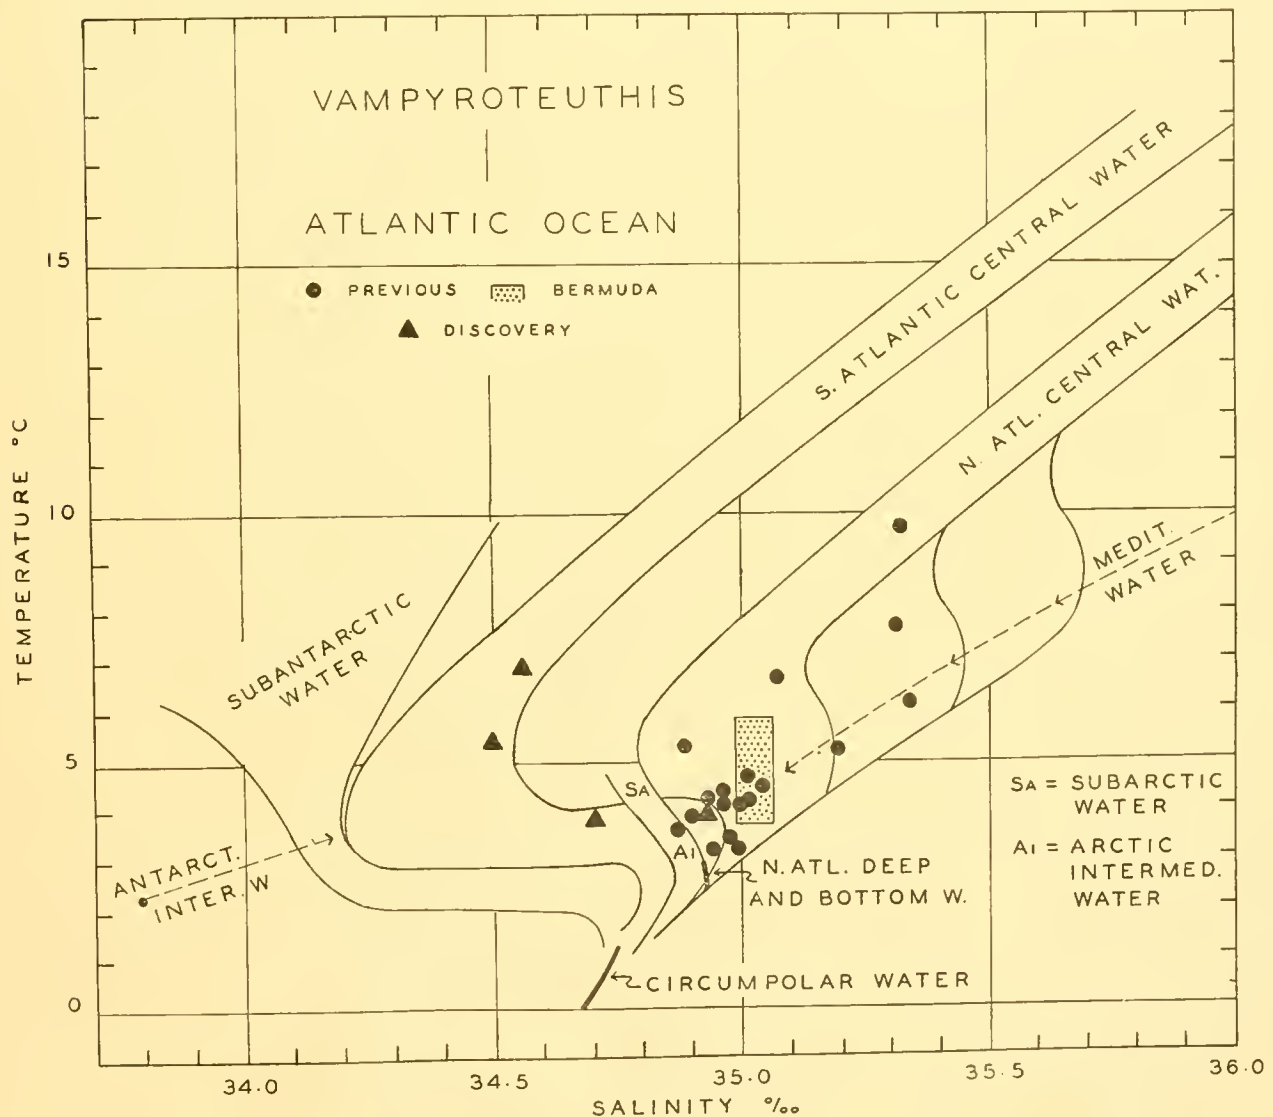 VAMPYROTEUTHIS
ATLANTIC OCEAN
PREVIOUS
BERMUDA
DISCOVERY
TEMPERATURE °C
15
10
5
0
S. ATLANTIC CENTRAL WATER
N. ATL. CENTRAL WAT.
MEDIT.
WATER
SUBANTARCTIC
WATER
ANTARCT.
INTER. W
SA
AI
N. ATL. DEEP
AND BOTTOM W.
CIRCUMPOLAR WATER
SA = SUBARCTIC
WATER
AI = ARCTIC
INTERMED.
WATER
34.0
34.5
35.0
35.5
36.0
SALINITY ‰